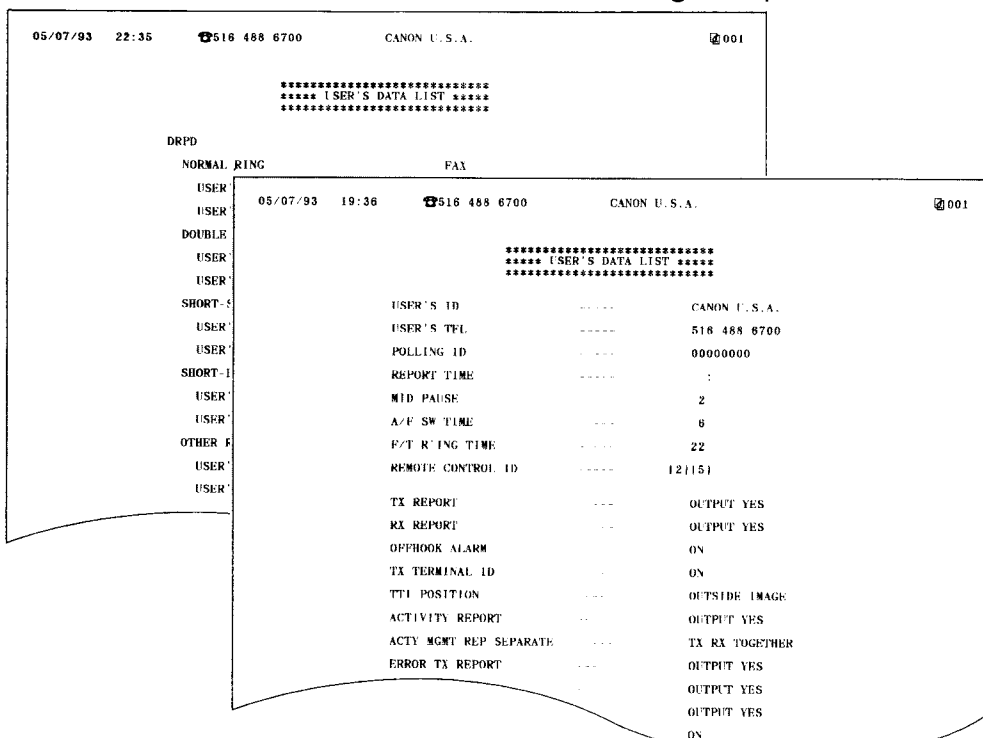 05/07/93 22:35 ☎516 488 6700 CANON U.S.A. 001
***************************
***** USER'S DATA LIST *****
***************************
DRPD
NORMAL RING FAX
USER'
USER'
DOUBLE
USER'
USER'
SHORT-S
USER'
USER'
SHORT-L
USER'
USER'
OTHER R
USER'
USER'
05/07/93 19:36 ☎516 488 6700 CANON U.S.A. 001
***************************
***** USER'S DATA LIST *****
***************************
USER'S ID ----- CANON U.S.A.
USER'S TEL ----- 516 488 6700
POLLING ID ----- 00000000
REPORT TIME ----- :
MID PAUSE 2
A/F SW TIME --- 6
F/T R'ING TIME ----- 22
REMOTE CONTROL ID -----
TX REPORT --- OUTPUT YES
RX REPORT -- OUTPUT YES
OFFHOOK ALARM ON
TX TERMINAL ID ON
TTI POSITION --- OUTSIDE IMAGE
ACTIVITY REPORT -- OUTPUT YES
ACTY MGMT REP SEPARATE --- TX RX TOGETHER
ERROR TX REPORT --- OUTPUT YES
OUTPUT YES
OUTPUT YES
ON